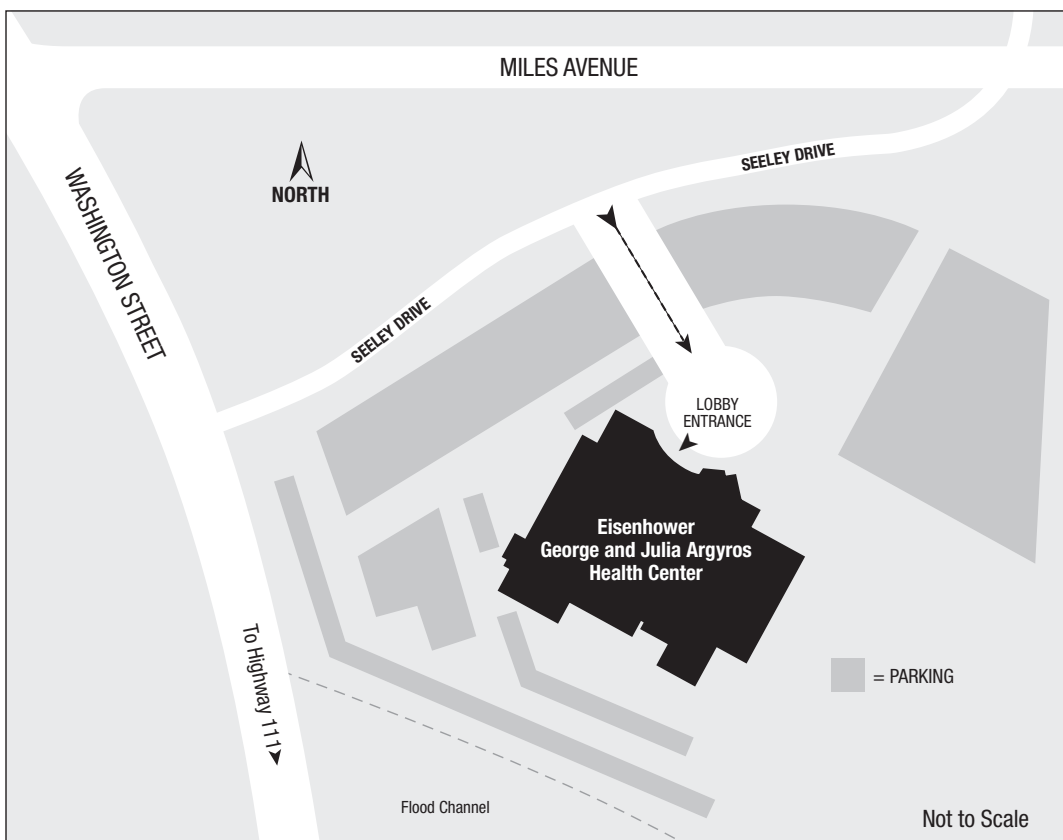 MILES AVENUE
SEELEY DRIVE
NORTH
WASHINGTON STREET
SEELEY DRIVE
LOBBY
ENTRANCE
Eisenhower
George and Julia Argyros
Health Center
To Highway 111
= PARKING
Flood Channel
Not to Scale